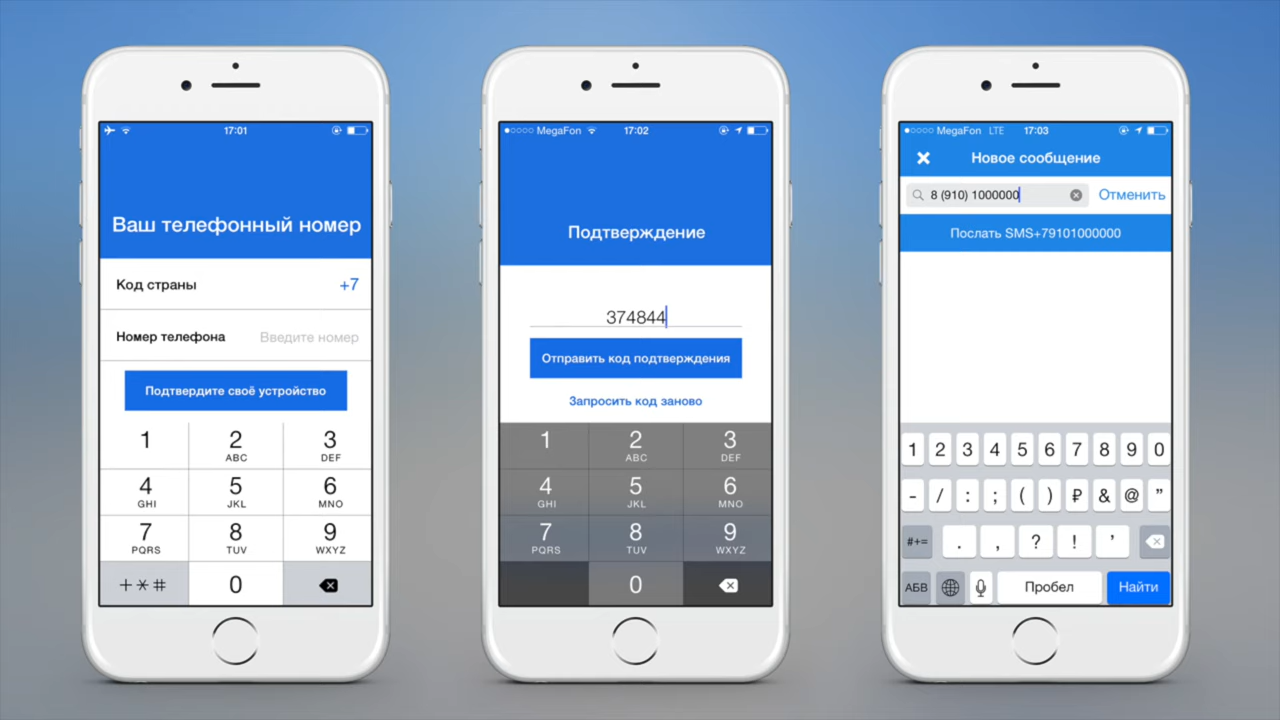 17:01
Ваш телефонный номер
Код страны +7
Номер телефона Введите номер
Подтвердите своё устройство
1 2 ABC 3 DEF
4 GHI 5 JKL 6 MNO
7 PQRS 8 TUV 9 WXYZ
+*# 0
MegaFon 17:02
Подтверждение
374844
Отправить код подтверждения
Запросить код заново
1 2 ABC 3 DEF
4 GHI 5 JKL 6 MNO
7 PQRS 8 TUV 9 WXYZ
0
MegaFon LTE 17:03
Новое сообщение
8 (910) 1000000 Отменить
Послать SMS+79101000000
1 2 3 4 5 6 7 8 9 0
- / : ; ( ) ₽ & @ ”
#+= . , ? ! ’
АБВ Пробел Найти